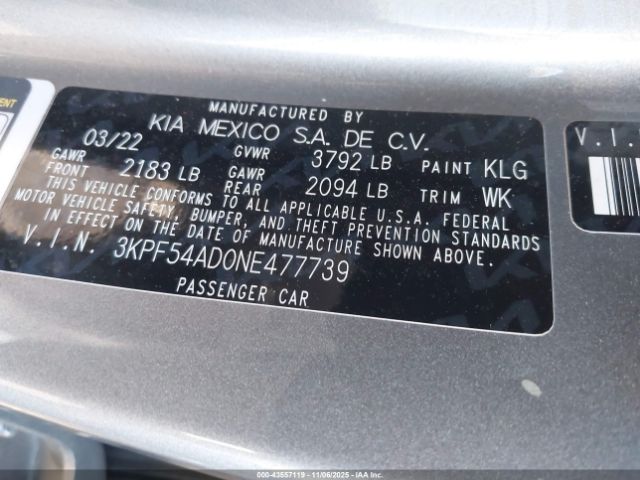 MANUFACTURED BY
KIA MEXICO S.A. DE C.V.
03/22 GVWR 3792 LB PAINT KLG
GAWR FRONT 2183 LB GAWR REAR 2094 LB TRIM WK
THIS VEHICLE CONFORMS TO ALL APPLICABLE U.S.A. FEDERAL
MOTOR VEHICLE SAFETY, BUMPER, AND THEFT PREVENTION STANDARDS
IN EFFECT ON THE DATE OF MANUFACTURE SHOWN ABOVE.
V.I.N. 3KPF54AD0NE477739
PASSENGER CAR
V.I.
000-43557119 | 11/06/2025 | IAAI.COM